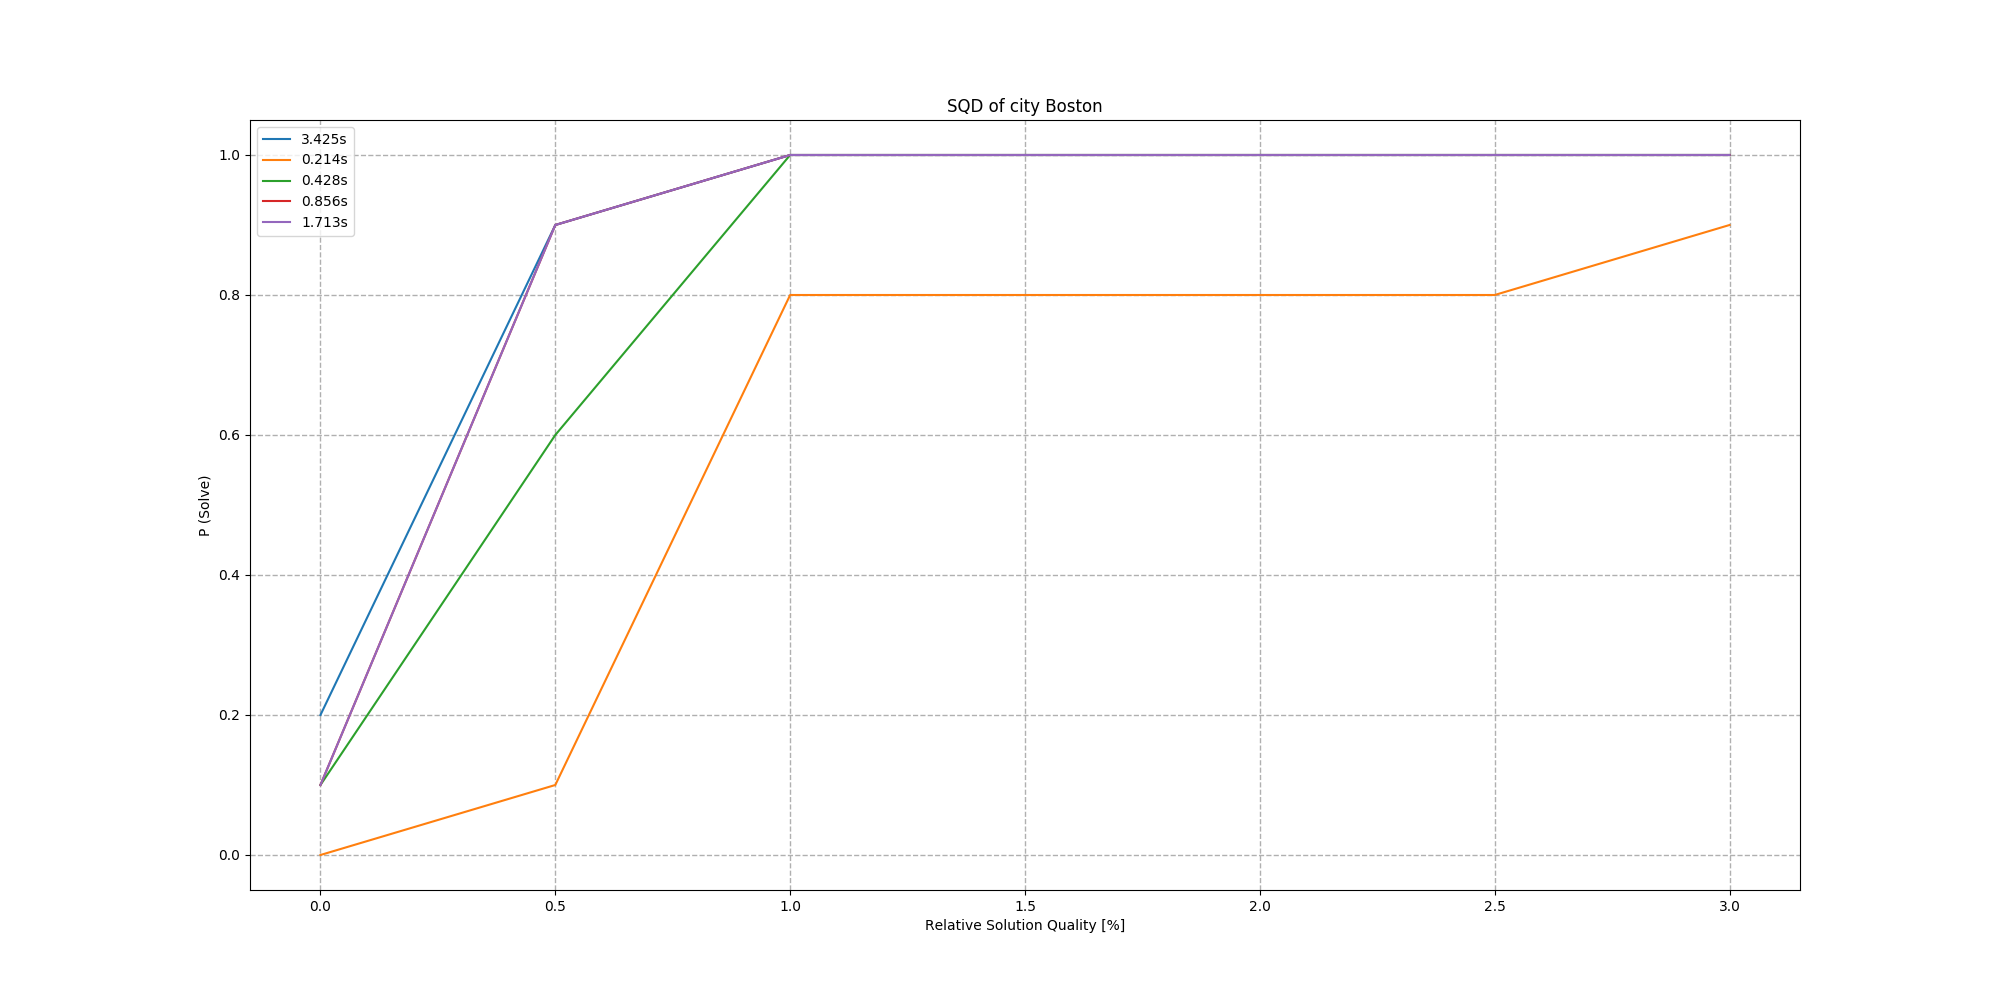 SQD of city Boston
3.425s
0.214s
0.428s
0.856s
1.713s
1.0
0.8
0.6
0.4
0.2
0.0
P (Solve)
0.0 0.5 1.0 1.5 2.0 2.5 3.0
Relative Solution Quality [%]